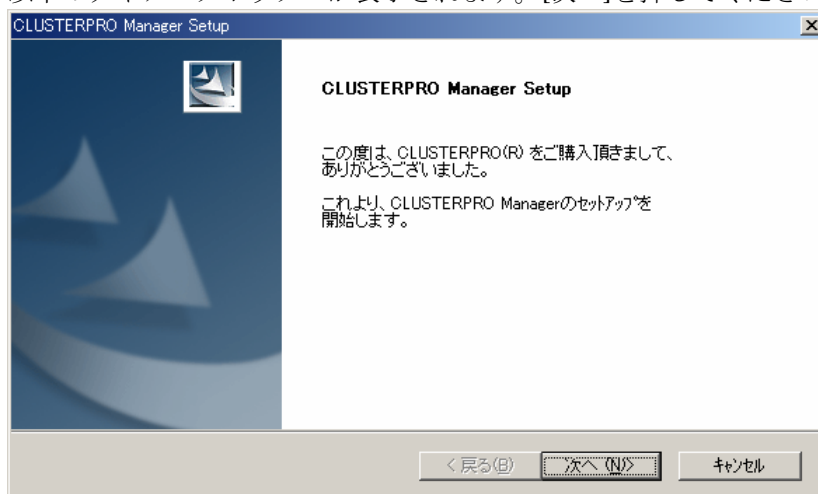 CLUSTERPRO Manager Setup
CLUSTERPRO Manager Setup
この度は、CLUSTERPRO(R) をご購入頂きまして、
ありがとうございました。
これより、CLUSTERPRO Managerのセットアップを
開始します。
< 戻る(B)
次へ (N)>
キャンセル